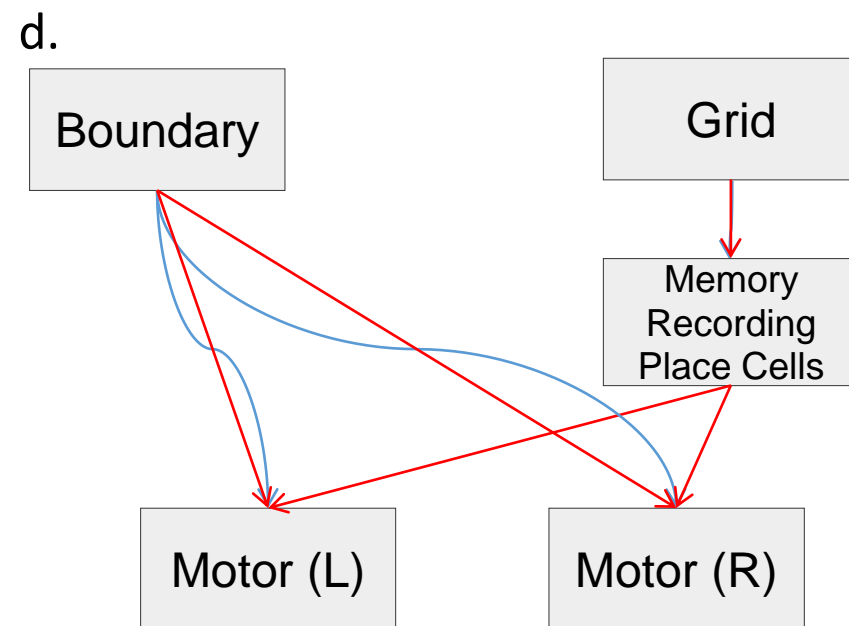 d.
Boundary
Grid
Memory
Recording
Place Cells
Motor (L)
Motor (R)